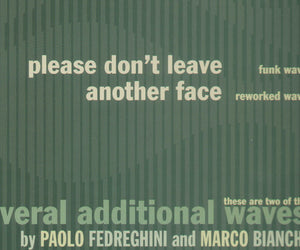 please don't leave funk wav
another face reworked wav
these are two of th
veral additional waves
by PAOLO FEDREGHINI and MARCO BIANCH